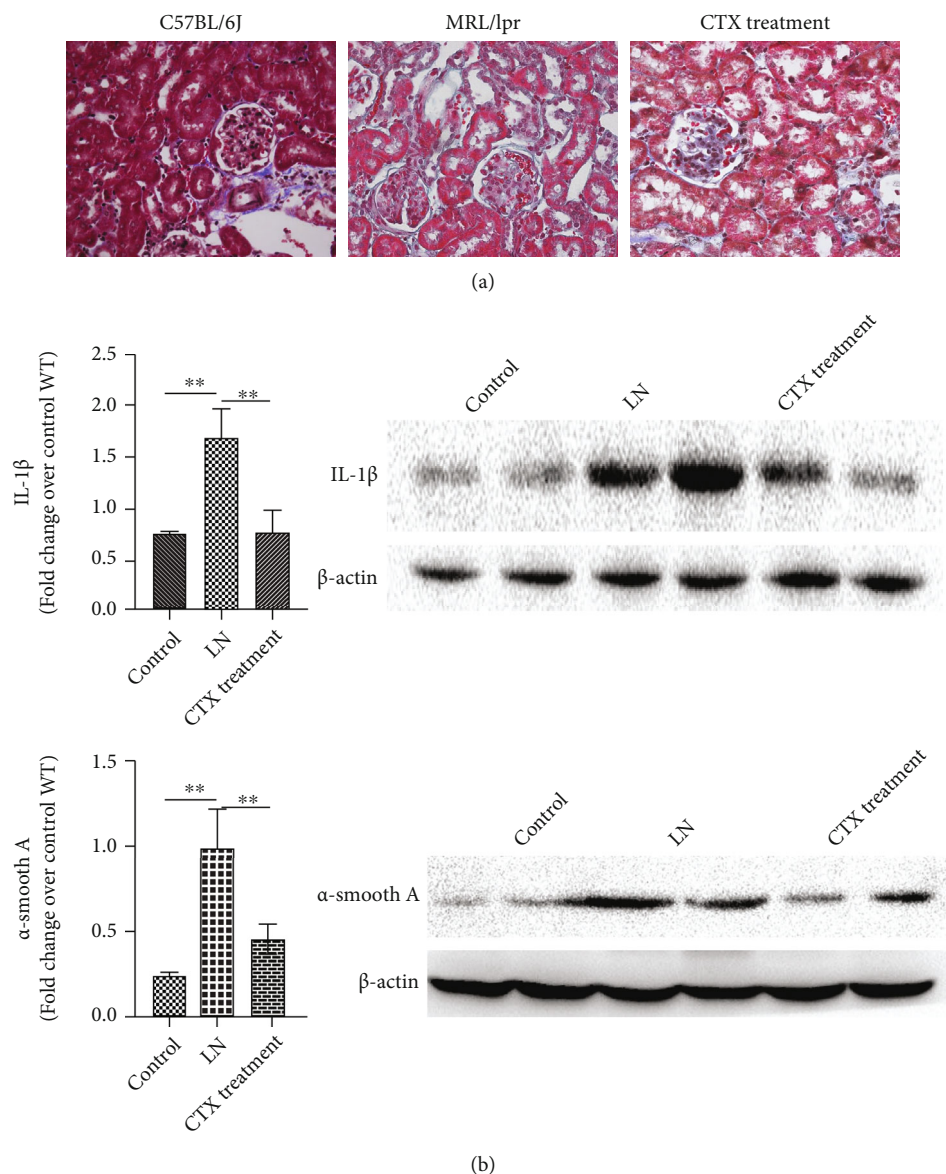 C57BL/6J
MRL/lpr
CTX treatment
(a)
IL-1β
(Fold change over control WT)
2.5
2.0
1.5
1.0
0.5
0.0
**
**
Control
LN
CTX treatment
Control
LN
CTX treatment
IL-1β
β-actin
α-smooth A
(Fold change over control WT)
1.5
1.0
0.5
0.0
**
**
Control
LN
CTX treatment
Control
LN
CTX treatment
α-smooth A
β-actin
(b)